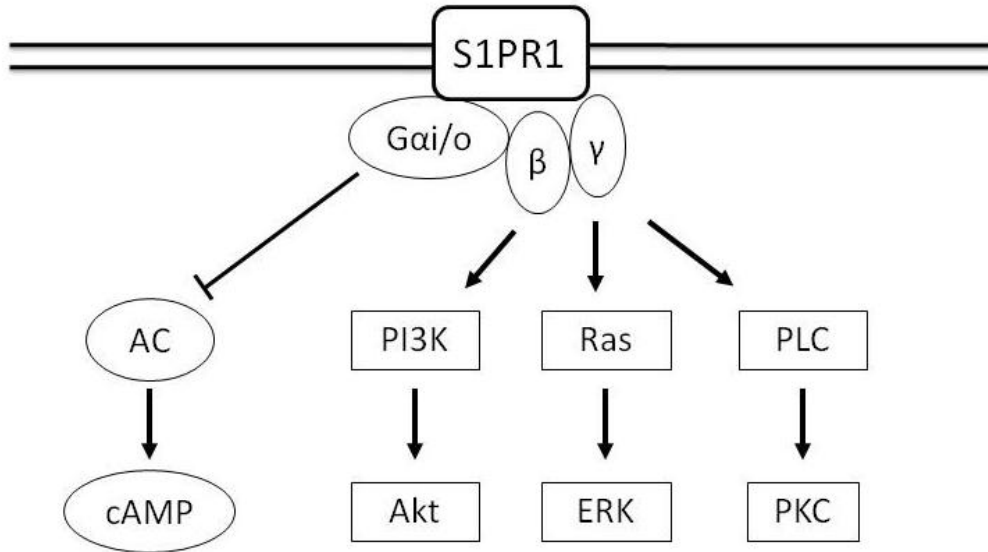 S1PR1
Gαi/o
β
γ
AC
PI3K
Ras
PLC
cAMP
Akt
ERK
PKC